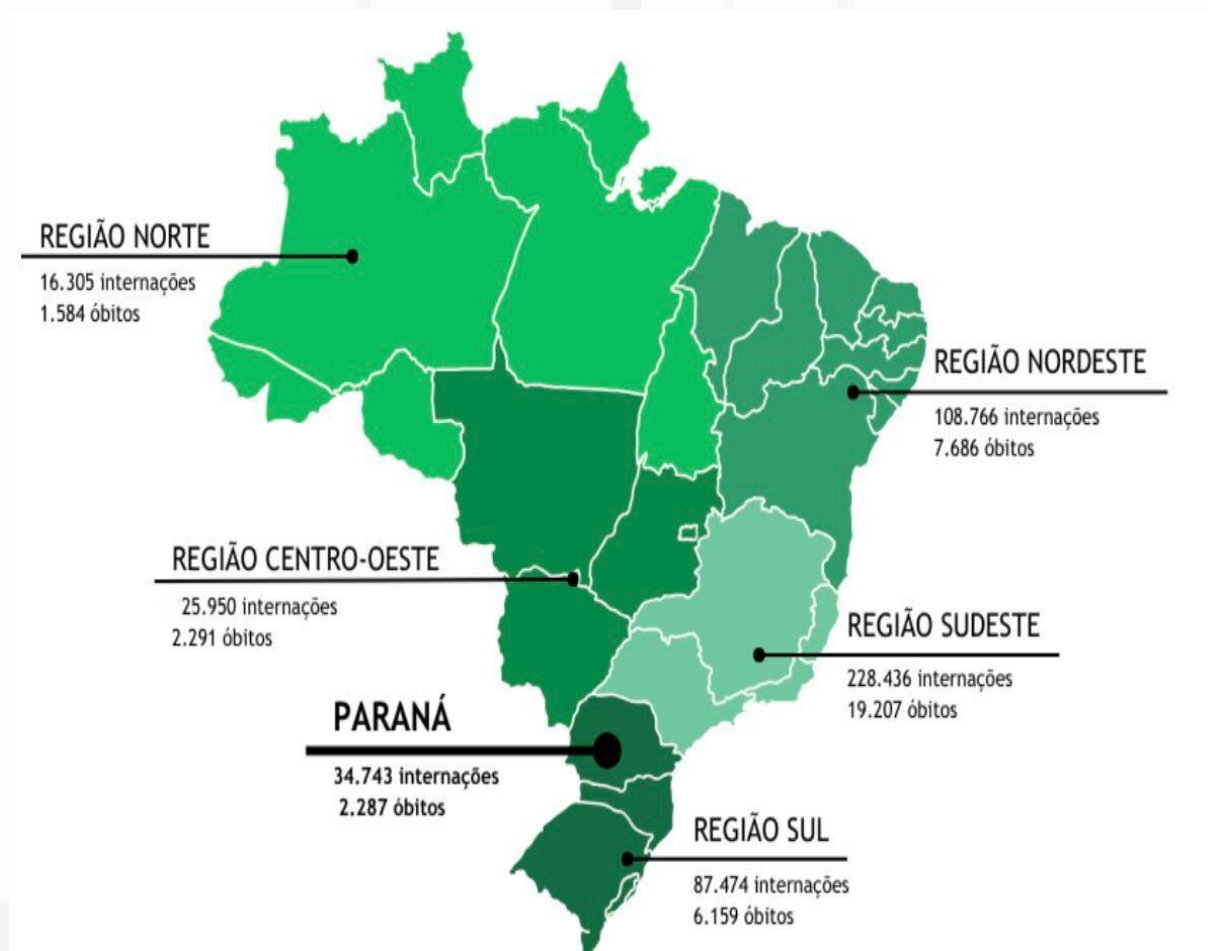 REGIÃO NORTE
16.305 internações
1.584 óbitos
REGIÃO NORDESTE
108.766 internações
7.686 óbitos
REGIÃO CENTRO-OESTE
25.950 internações
2.291 óbitos
REGIÃO SUDESTE
228.436 internações
19.207 óbitos
PARANÁ
34.743 internações
2.287 óbitos
REGIÃO SUL
87.474 internações
6.159 óbitos